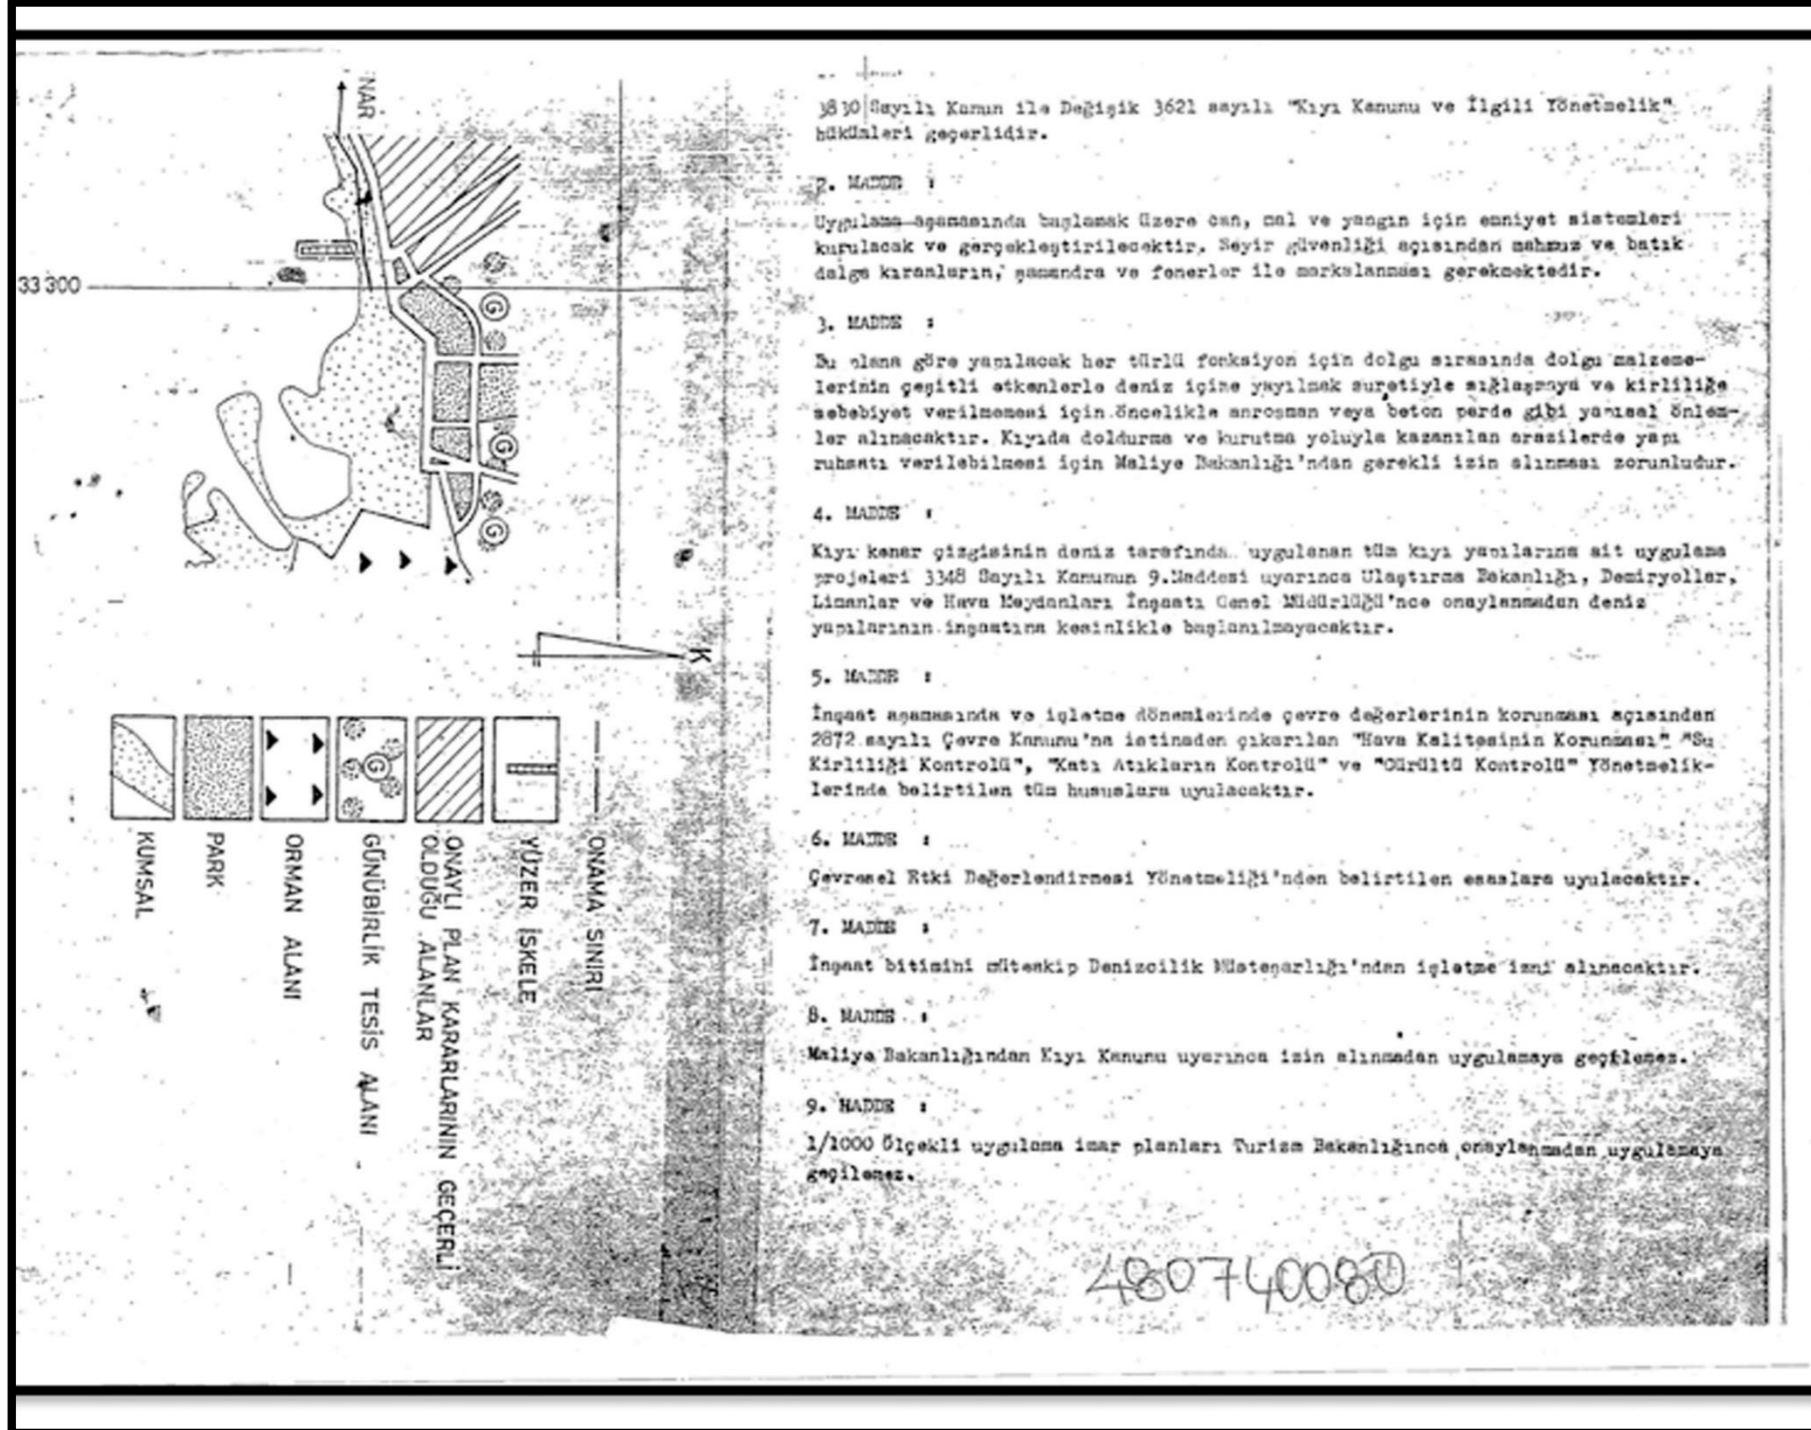 NAR
33 300
K
G
G
G
KUMSAL
PARK
ORMAN ALANI
G
GÜNÜBİRLİK TESİS ALANI
ONAYLI PLAN KARARLARININ GEÇERLİ
OLDUĞU ALANLAR
YÜZER İSKELE
ONAMA SINIRI
3830 Sayılı Kanun ile Değişik 3621 sayılı "Kıyı Kanunu ve İlgili Yönetmelik"
hükümleri geçerlidir.
2. MADDE :
Uygulama aşamasında başlamak üzere can, mal ve yangın için emniyet sistemleri
kurulacak ve gerçekleştirilecektir. Seyir güvenliği açısından mahmuz ve batık
dalga kıranların, şamandra ve fenerler ile markalanması gerekmektedir.
3. MADDE :
Bu plana göre yapılacak her türlü fonksiyon için dolgu sırasında dolgu malzeme-
lerinin çeşitli etkenlerle deniz içine yayılmak suretiyle sığlaşmaya ve kirliliğe
sebebiyet verilmemesi için öncelikle anroşman veya beton perde gibi yapısal önlem-
ler alınacaktır. Kıyıda doldurma ve kurutma yoluyla kazanılan arazilerde yapı
ruhsatı verilebilmesi için Maliye Bakanlığı'ndan gerekli izin alınması zorunludur.
4. MADDE :
Kıyı kenar çizgisinin deniz tarafında uygulanan tüm kıyı yapılarına ait uygulama
projeleri 3348 Sayılı Kanunun 9.Maddesi uyarınca Ulaştırma Bakanlığı, Demiryollar,
Limanlar ve Hava Meydanları İnşaatı Genel Müdürlüğü'nce onaylanmadan deniz
yapılarının inşaatına kesinlikle başlanılmayacaktır.
5. MADDE :
İnşaat aşamasında ve işletme dönemlerinde çevre değerlerinin korunması açısından
2872 sayılı Çevre Kanunu'na istinaden çıkarılan "Hava Kalitesinin Korunması" "Su
Kirliliği Kontrolü", "Katı Atıkların Kontrolü" ve "Gürültü Kontrolü" Yönetmelik-
lerinde belirtilen tüm hususlara uyulacaktır.
6. MADDE :
Çevresel Etki Değerlendirmesi Yönetmeliği'nden belirtilen esaslara uyulacaktır.
7. MADDE :
İnşaat bitimini müteakip Denizcilik Müsteşarlığı'ndan işletme izni alınacaktır.
8. MADDE :
Maliye Bakanlığından Kıyı Kanunu uyarınca izin alınmadan uygulamaya geçilemez.
9. MADDE :
1/1000 ölçekli uygulama imar planları Turizm Bakanlığınca onaylanmadan uygulamaya
geçilemez.
480740080